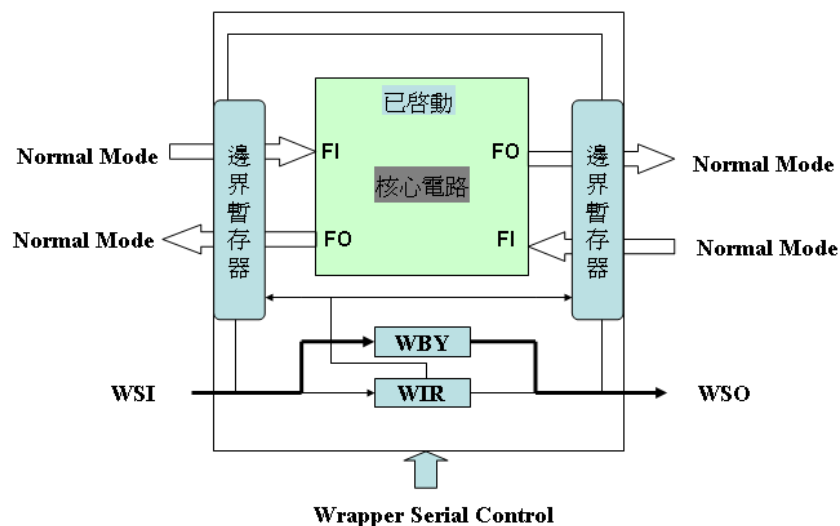 已啓動
Normal Mode
FI
FO
Normal Mode
邊界暫存器
核心電路
邊界暫存器
Normal Mode
FO
FI
Normal Mode
WBY
WSI
WIR
WSO
Wrapper Serial Control